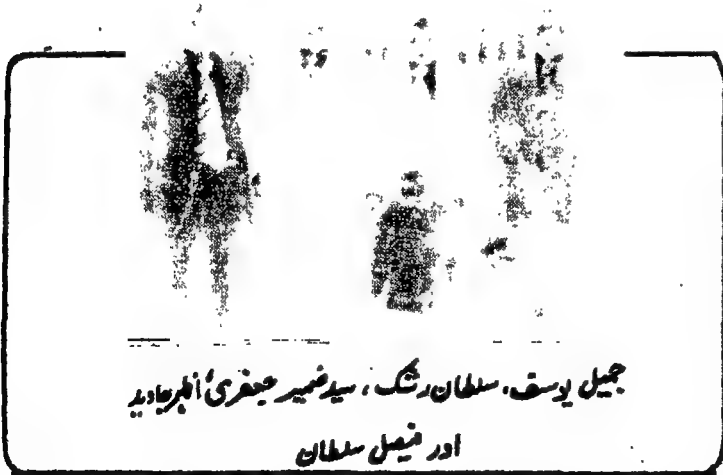 جمیل یوسف، سلطان رشک، سید ضمیر جعفری، اظہر جاوید
اور فیصل سلطان